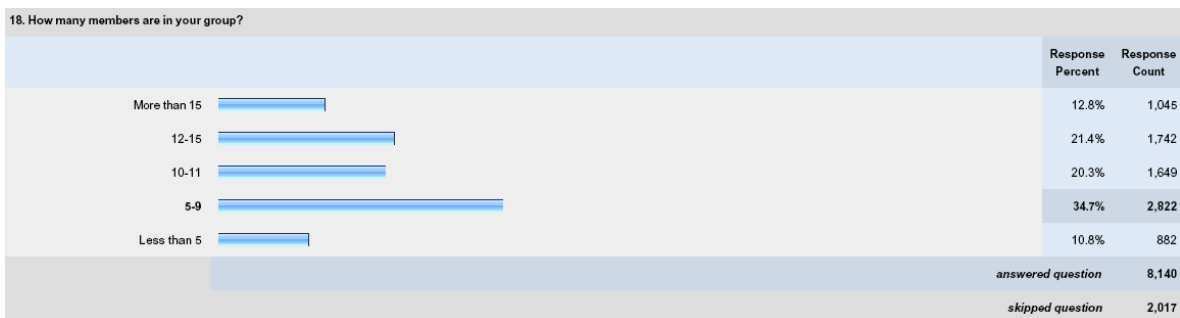 18. How many members are in your group?
Response Percent Response Count
More than 15 12.8% 1,045
12-15 21.4% 1,742
10-11 20.3% 1,649
5-9 34.7% 2,822
Less than 5 10.8% 882
answered question 8,140
skipped question 2,017